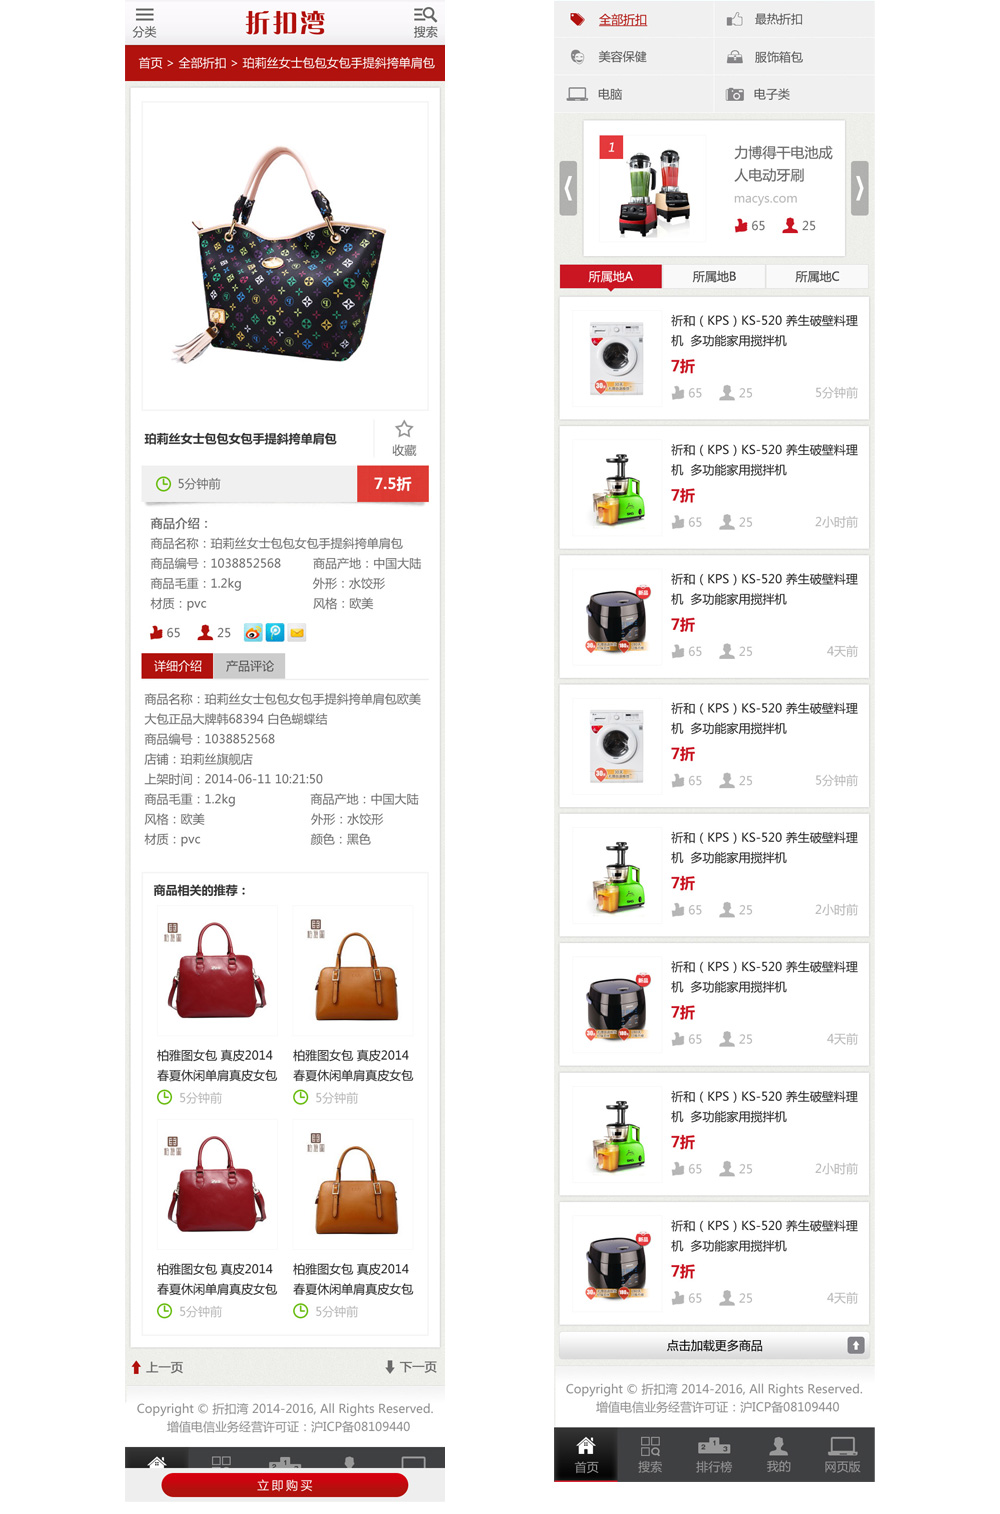 分类
折扣湾
搜索
首页 > 全部折扣 > 珀莉丝女士包包女包手提斜挎单肩包
珀莉丝女士包包女包手提斜挎单肩包
收藏
5分钟前
7.5折
商品介绍：
商品名称：珀莉丝女士包包女包手提斜挎单肩包
商品编号：1038852568 商品产地：中国大陆
商品毛重：1.2kg 外形：水饺形
材质：pvc 风格：欧美
65 25
详细介绍 产品评论
商品名称：珀莉丝女士包包女包手提斜挎单肩包欧美
大包正品大牌韩68394 白色蝴蝶结
商品编号：1038852568
店铺：珀莉丝旗舰店
上架时间：2014-06-11 10:21:50
商品毛重：1.2kg 商品产地：中国大陆
风格：欧美 外形：水饺形
材质：pvc 颜色：黑色
商品相关的推荐：
柏雅图女包 真皮2014
春夏休闲单肩真皮女包
5分钟前
柏雅图女包 真皮2014
春夏休闲单肩真皮女包
5分钟前
柏雅图女包 真皮2014
春夏休闲单肩真皮女包
5分钟前
柏雅图女包 真皮2014
春夏休闲单肩真皮女包
5分钟前
上一页 下一页
Copyright © 折扣湾 2014-2016, All Rights Reserved.
增值电信业务经营许可证：沪ICP备08109440
立即购买
全部折扣 最热折扣
美容保健 服饰箱包
电脑 电子类
1
力博得干电池成
人电动牙刷
macys.com
65 25
所属地A 所属地B 所属地C
祈和（KPS）KS-520 养生破壁料理
机 多功能家用搅拌机
7折
65 25 5分钟前
祈和（KPS）KS-520 养生破壁料理
机 多功能家用搅拌机
7折
65 25 2小时前
祈和（KPS）KS-520 养生破壁料理
机 多功能家用搅拌机
7折
65 25 4天前
祈和（KPS）KS-520 养生破壁料理
机 多功能家用搅拌机
7折
65 25 5分钟前
祈和（KPS）KS-520 养生破壁料理
机 多功能家用搅拌机
7折
65 25 2小时前
祈和（KPS）KS-520 养生破壁料理
机 多功能家用搅拌机
7折
65 25 4天前
祈和（KPS）KS-520 养生破壁料理
机 多功能家用搅拌机
7折
65 25 2小时前
祈和（KPS）KS-520 养生破壁料理
机 多功能家用搅拌机
7折
65 25 4天前
点击加载更多商品
Copyright © 折扣湾 2014-2016, All Rights Reserved.
增值电信业务经营许可证：沪ICP备08109440
首页 搜索 排行榜 我的 网页版